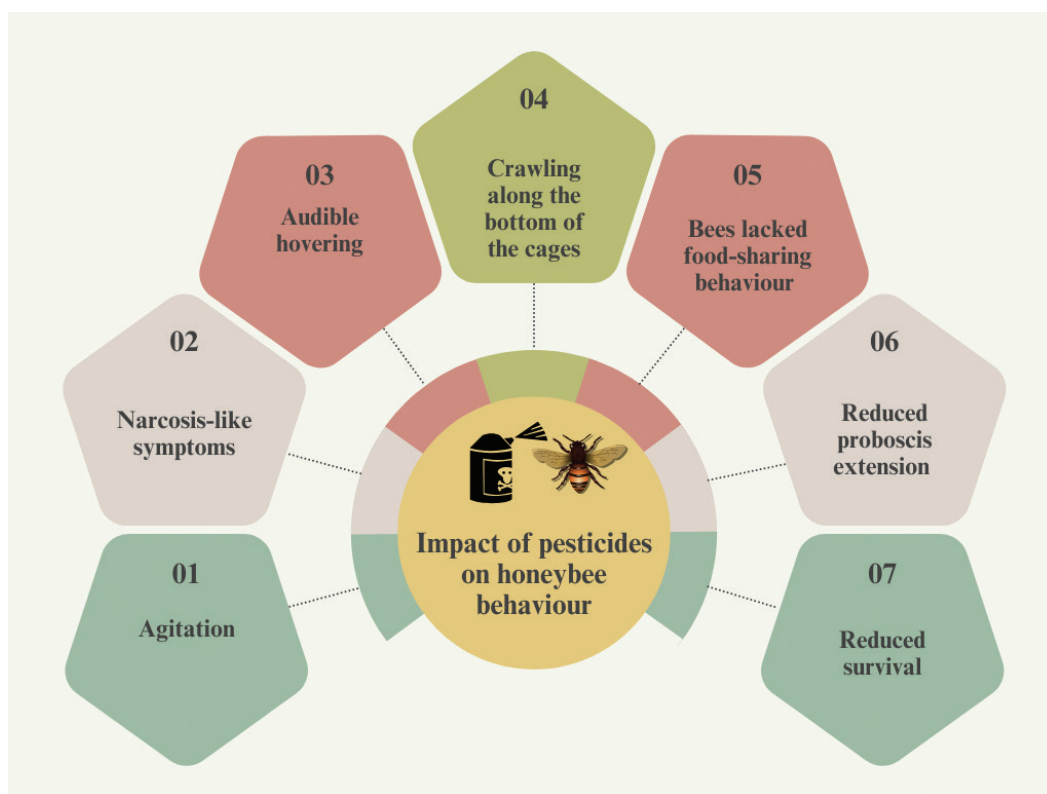 01
Agitation
02
Narcosis-like
symptoms
03
Audible
hovering
04
Crawling
along the
bottom of
the cages
05
Bees lacked
food-sharing
behaviour
06
Reduced
proboscis
extension
07
Reduced
survival
Impact of pesticides
on honeybee
behaviour